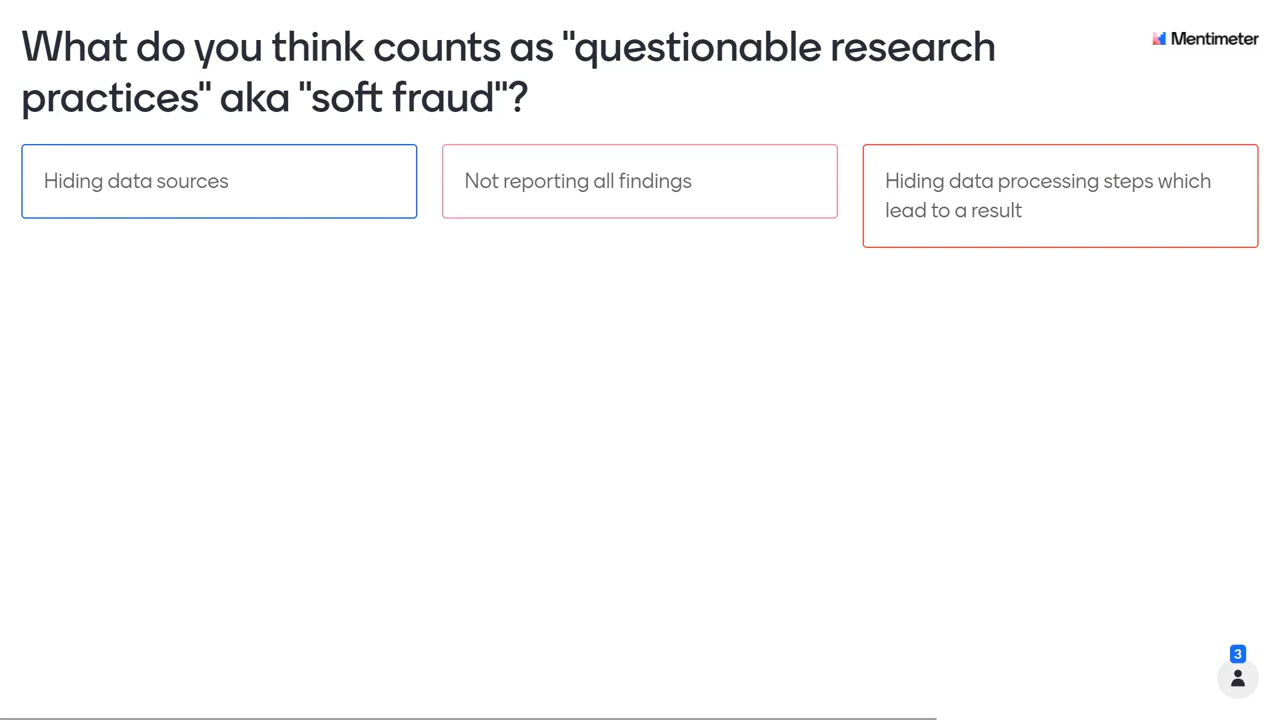 What do you think counts as "questionable research
practices" aka "soft fraud"?
Mentimeter
Hiding data sources
Not reporting all findings
Hiding data processing steps which
lead to a result
3